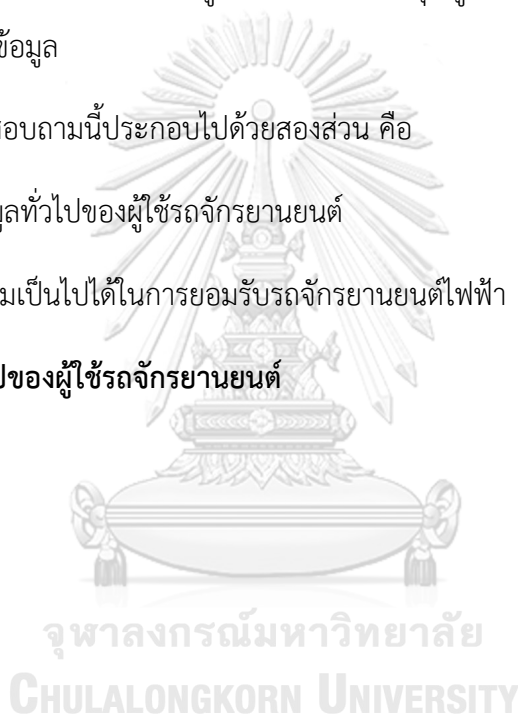 ข้อมูล
สอบถามนี้ประกอบไปด้วยสองส่วน คือ
มูลทั่วไปของผู้ใช้รถจักรยานยนต์
มเป็นไปได้ในการยอมรับรถจักรยานยนต์ไฟฟ้า
ปของผู้ใช้รถจักรยานยนต์
จุฬาลงกรณ์มหาวิทยาลัย
CHULALONGKORN UNIVERSITY